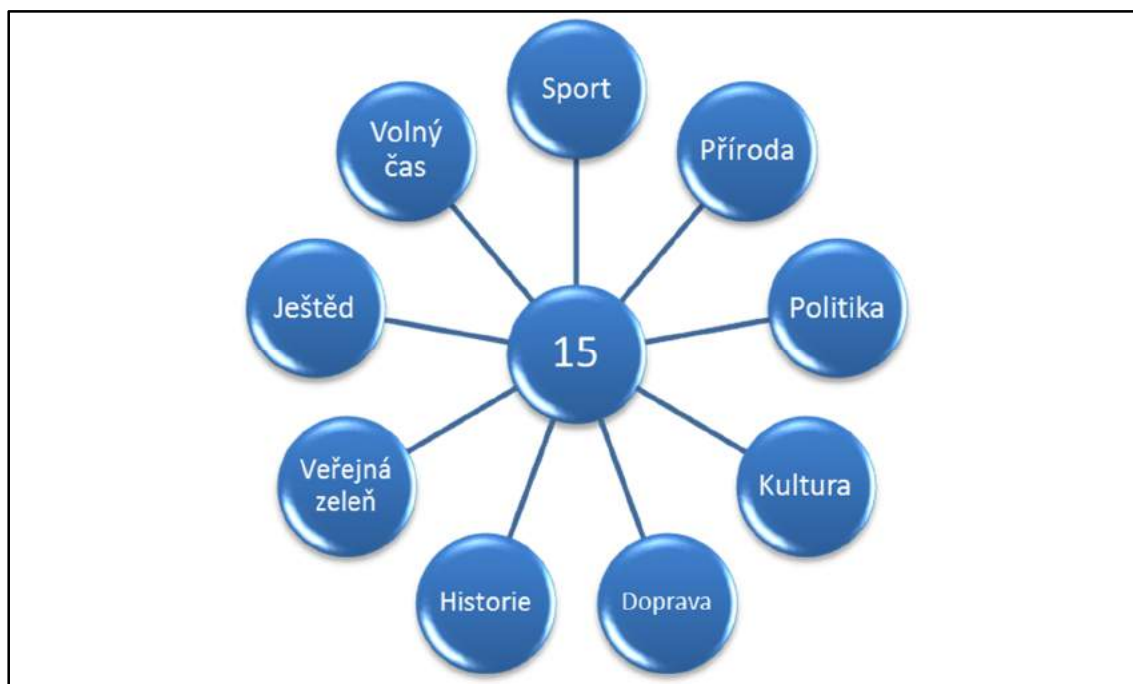 Sport
Příroda
Politika
Kultura
Doprava
Historie
Veřejná
zeleň
Ještěd
Volný
čas
15